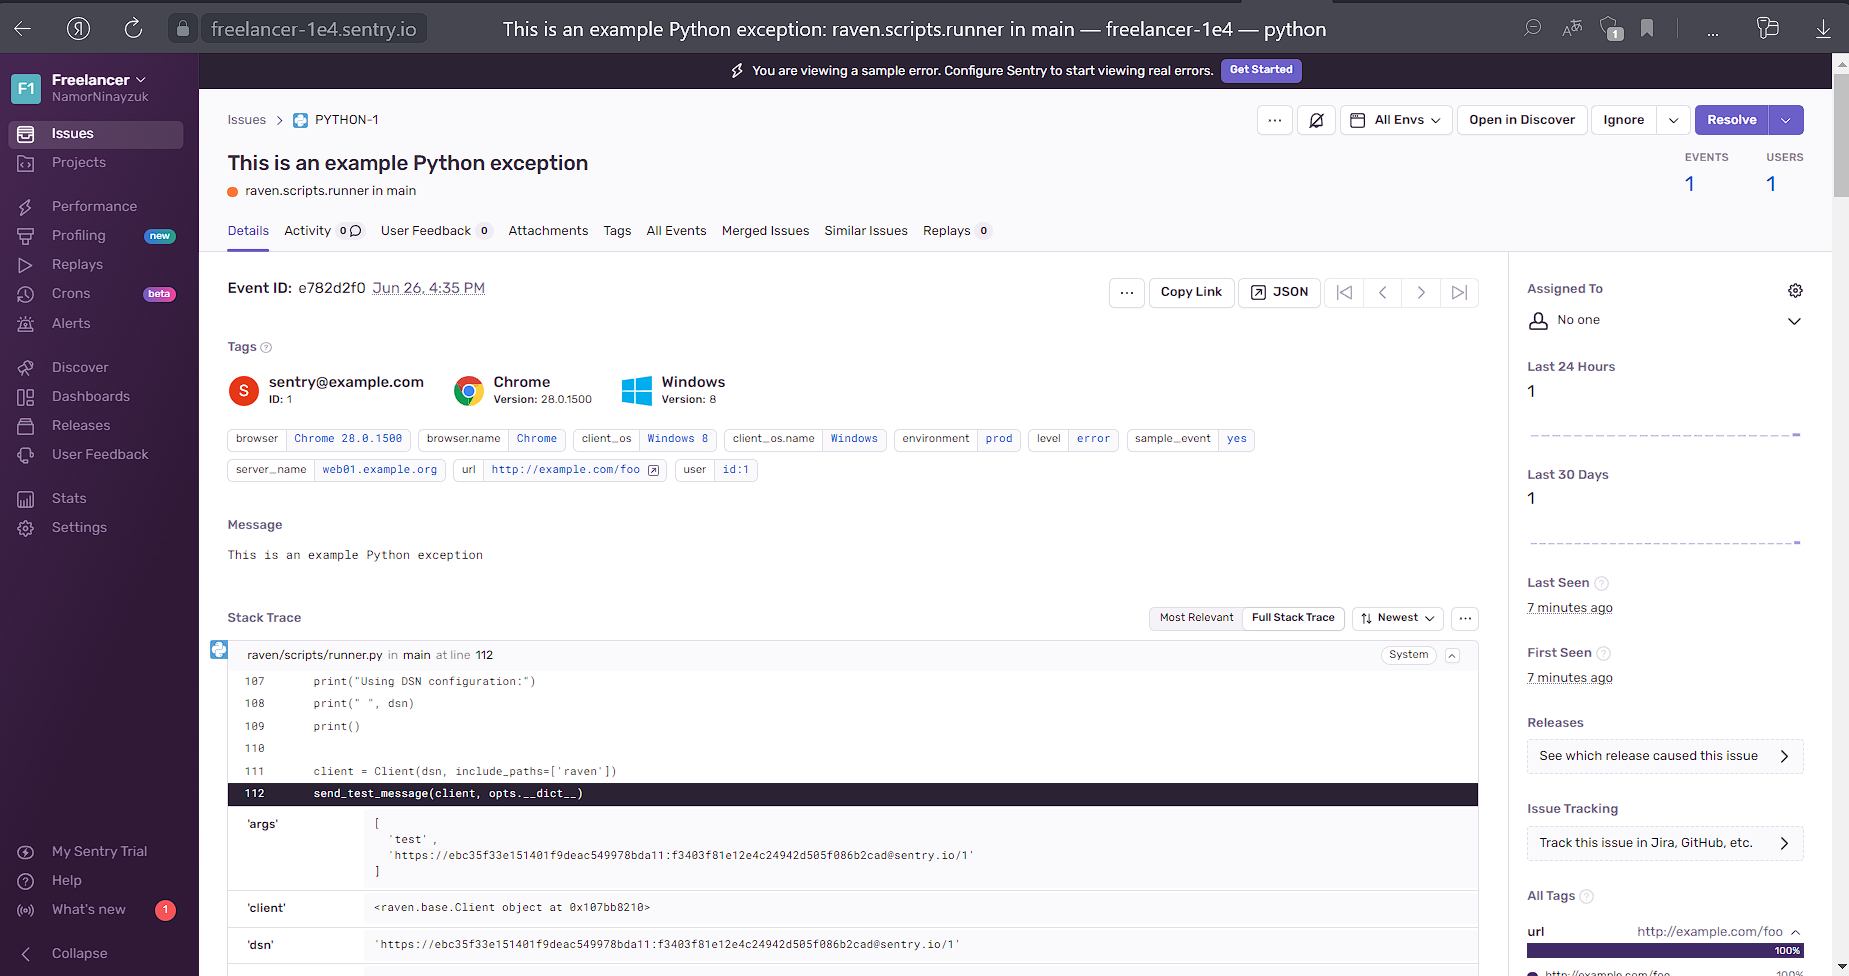 freelancer-1e4.sentry.io
This is an example Python exception: raven.scripts.runner in main — freelancer-1e4 — python
Я
1
...
F1
Freelancer
NamorNinayzuk
You are viewing a sample error. Configure Sentry to start viewing real errors. Get Started
Issues
Projects
Performance
Profiling new
Replays
Crons beta
Alerts
Discover
Dashboards
Releases
User Feedback
Stats
Settings
My Sentry Trial
Help
What's new 1
Collapse
Issues > PYTHON-1
... All Envs Open in Discover Ignore Resolve
This is an example Python exception
raven.scripts.runner in main
EVENTS USERS
1 1
Details Activity 0 User Feedback 0 Attachments Tags All Events Merged Issues Similar Issues Replays 0
Event ID: e782d2f0 Jun 26, 4:35 PM
... Copy Link JSON
Tags ?
S sentry@example.com Chrome Windows
ID: 1 Version: 28.0.1500 Version: 8
browser Chrome 28.0.1500 browser.name Chrome client_os Windows 8 client_os.name Windows environment prod level error sample_event yes
server_name web01.example.org url http://example.com/foo user id:1
Message
This is an example Python exception
Stack Trace
Most Relevant Full Stack Trace Newest ...
raven/scripts/runner.py in main at line 112 System
107 print("Using DSN configuration:")
108 print(" ", dsn)
109 print()
110
111 client = Client(dsn, include_paths=['raven'])
112 send_test_message(client, opts.__dict__)
'args' [
'test',
'https://ebc35f33e151401f9deac549978bda11:f3403f81e12e4c24942d505f086b2cad@sentry.io/1'
]
'client' <raven.base.Client object at 0x107bb8210>
'dsn' 'https://ebc35f33e151401f9deac549978bda11:f3403f81e12e4c24942d505f086b2cad@sentry.io/1'
Assigned To
No one
Last 24 Hours
1
Last 30 Days
1
Last Seen ?
7 minutes ago
First Seen ?
7 minutes ago
Releases
See which release caused this issue
Issue Tracking
Track this issue in Jira, GitHub, etc.
All Tags ?
url http://example.com/foo
100%
http://example.com/foo 100%